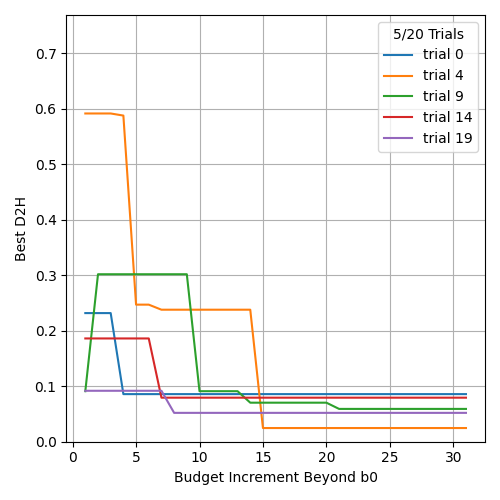 5/20 Trials
trial 0
trial 4
trial 9
trial 14
trial 19
0.7
0.6
0.5
0.4
0.3
0.2
0.1
0.0
Best D2H
0 5 10 15 20 25 30
Budget Increment Beyond b0